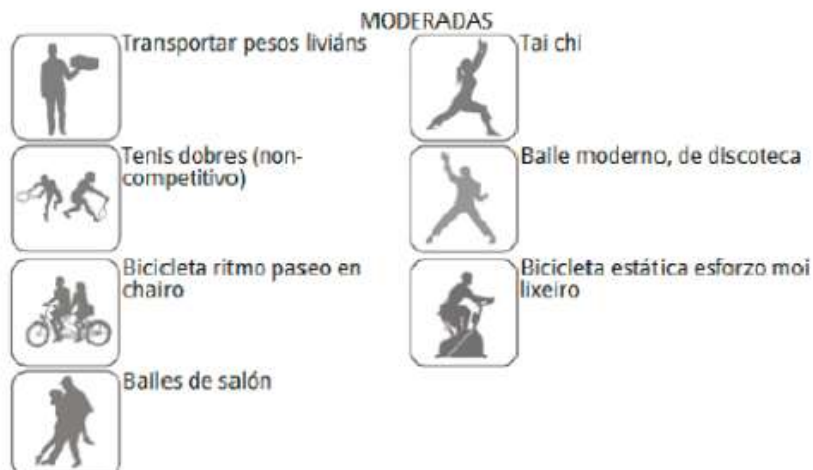 MODERADAS
Transportar pesos liviáns
Tai chi
Tenis dobres (non-
competitivo)
Baile moderno, de discoteca
Bicicleta ritmo paseo en
chairo
Bicicleta estática esforzo moi
lixeiro
Bailes de salón